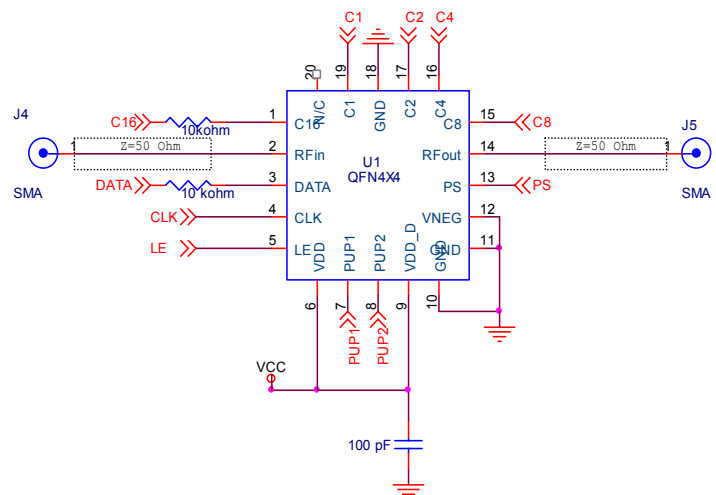 C1
C2
C4
20
19
18
17
16
J4
N/C
C1
GND
C2
C4
J5
C16
10kohm
1
C16
C8
15
C8
1
Z=50 Ohm
2
RFin
U1
RFout
14
Z=50 Ohm
1
QFN4X4
SMA
DATA
10 kohm
3
DATA
PS
13
PS
SMA
CLK
4
CLK
VNEG
12
LE
5
LE
GND
11
VDD
PUP1
PUP2
VDD_D
GND
6
7
8
9
10
PUP1
PUP2
VCC
100 pF